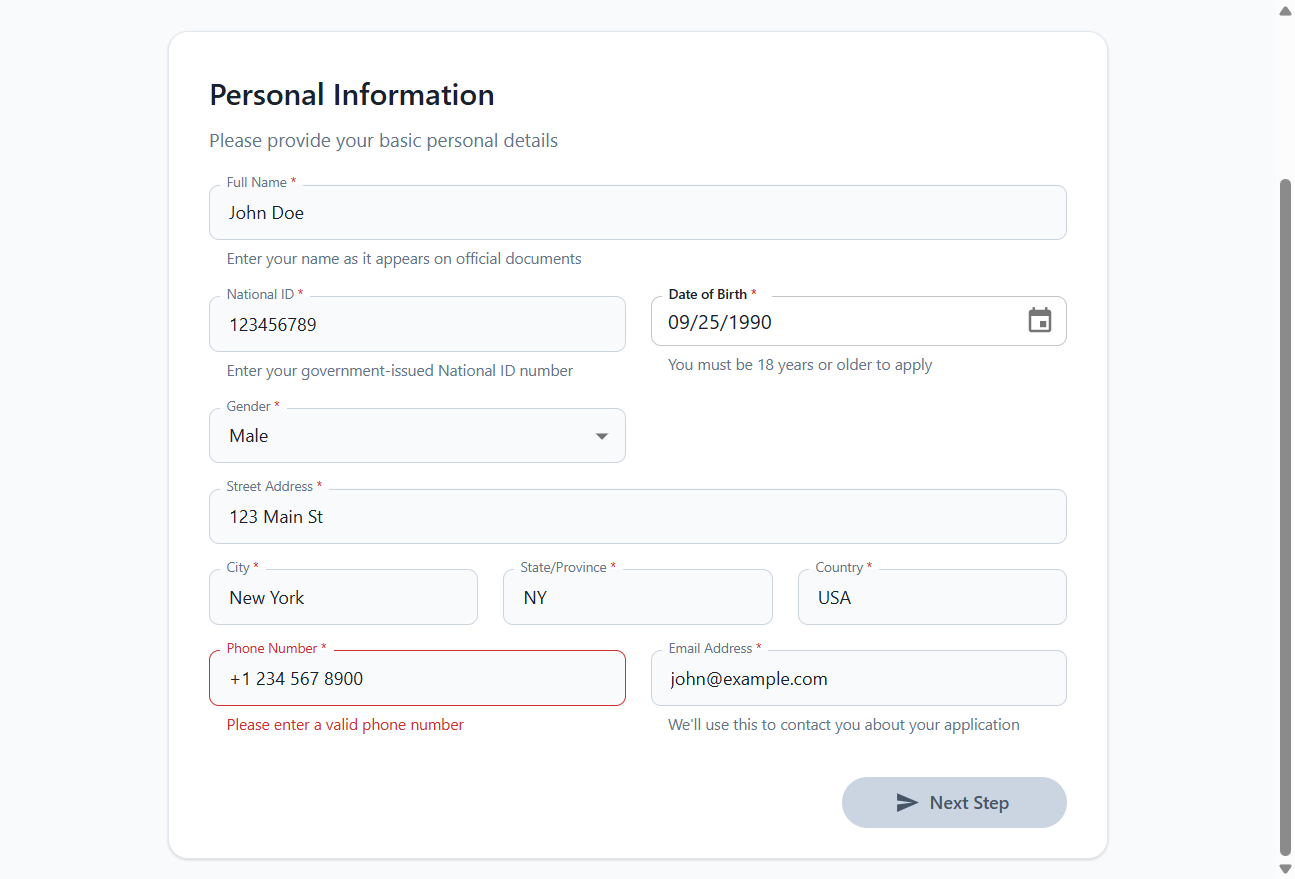 Personal Information
Please provide your basic personal details
Full Name *
John Doe
Enter your name as it appears on official documents
National ID *
123456789
Enter your government-issued National ID number
Date of Birth *
09/25/1990
You must be 18 years or older to apply
Gender *
Male
Street Address *
123 Main St
City *
New York
State/Province *
NY
Country *
USA
Phone Number *
+1 234 567 8900
Please enter a valid phone number
Email Address *
john@example.com
We'll use this to contact you about your application
Next Step